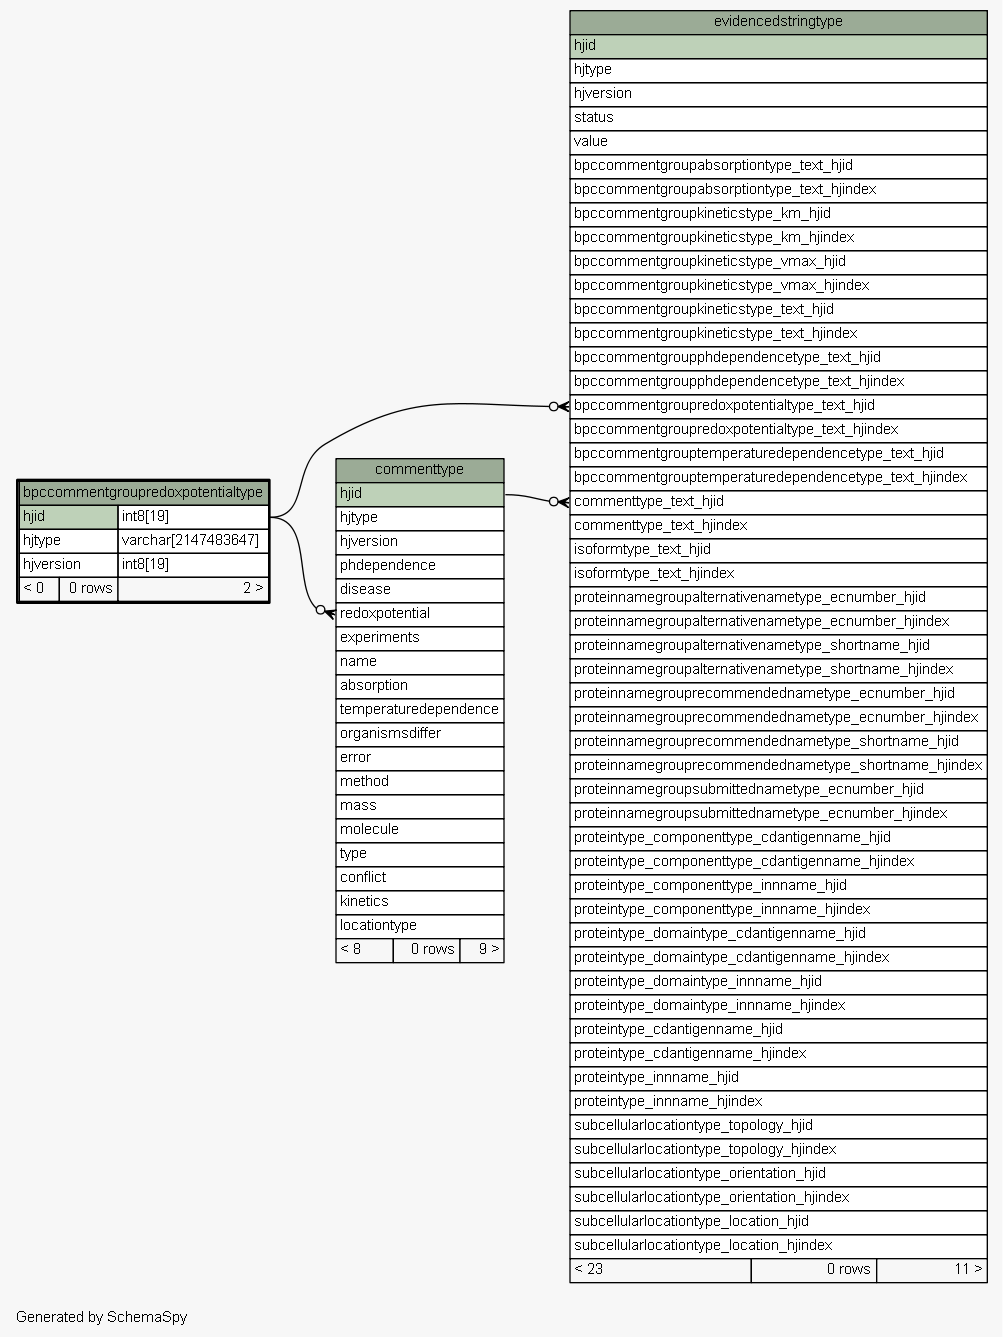 evidencedstringtype
hjid
hjtype
hjversion
status
value
bpccommentgroupabsorptiontype_text_hjid
bpccommentgroupabsorptiontype_text_hjindex
bpccommentgroupkineticstype_km_hjid
bpccommentgroupkineticstype_km_hjindex
bpccommentgroupkineticstype_vmax_hjid
bpccommentgroupkineticstype_vmax_hjindex
bpccommentgroupkineticstype_text_hjid
bpccommentgroupkineticstype_text_hjindex
bpccommentgroupphdependencetype_text_hjid
bpccommentgroupphdependencetype_text_hjindex
bpccommentgroupredoxpotentialtype_text_hjid
bpccommentgroupredoxpotentialtype_text_hjindex
bpccommentgrouptemperaturedependencetype_text_hjid
bpccommentgrouptemperaturedependencetype_text_hjindex
commenttype_text_hjid
commenttype_text_hjindex
isoformtype_text_hjid
isoformtype_text_hjindex
proteinnamegroupalternativenametype_ecnumber_hjid
proteinnamegroupalternativenametype_ecnumber_hjindex
proteinnamegroupalternativenametype_shortname_hjid
proteinnamegroupalternativenametype_shortname_hjindex
proteinnamegrouprecommendednametype_ecnumber_hjid
proteinnamegrouprecommendednametype_ecnumber_hjindex
proteinnamegrouprecommendednametype_shortname_hjid
proteinnamegrouprecommendednametype_shortname_hjindex
proteinnamegroupsubmittednametype_ecnumber_hjid
proteinnamegroupsubmittednametype_ecnumber_hjindex
proteintype_componenttype_cdantigenname_hjid
proteintype_componenttype_cdantigenname_hjindex
proteintype_componenttype_innname_hjid
proteintype_componenttype_innname_hjindex
proteintype_domaintype_cdantigenname_hjid
proteintype_domaintype_cdantigenname_hjindex
proteintype_domaintype_innname_hjid
proteintype_domaintype_innname_hjindex
proteintype_cdantigenname_hjid
proteintype_cdantigenname_hjindex
proteintype_innname_hjid
proteintype_innname_hjindex
subcellularlocationtype_topology_hjid
subcellularlocationtype_topology_hjindex
subcellularlocationtype_orientation_hjid
subcellularlocationtype_orientation_hjindex
subcellularlocationtype_location_hjid
subcellularlocationtype_location_hjindex
< 23 0 rows 11 >
commenttype
hjid
hjtype
hjversion
phdependence
disease
redoxpotential
experiments
name
absorption
temperaturedependence
organismsdiffer
error
method
mass
molecule
type
conflict
kinetics
locationtype
< 8 0 rows 9 >
bpccommentgroupredoxpotentialtype
hjid int8[19]
hjtype varchar[2147483647]
hjversion int8[19]
< 0 0 rows 2 >
Generated by SchemaSpy